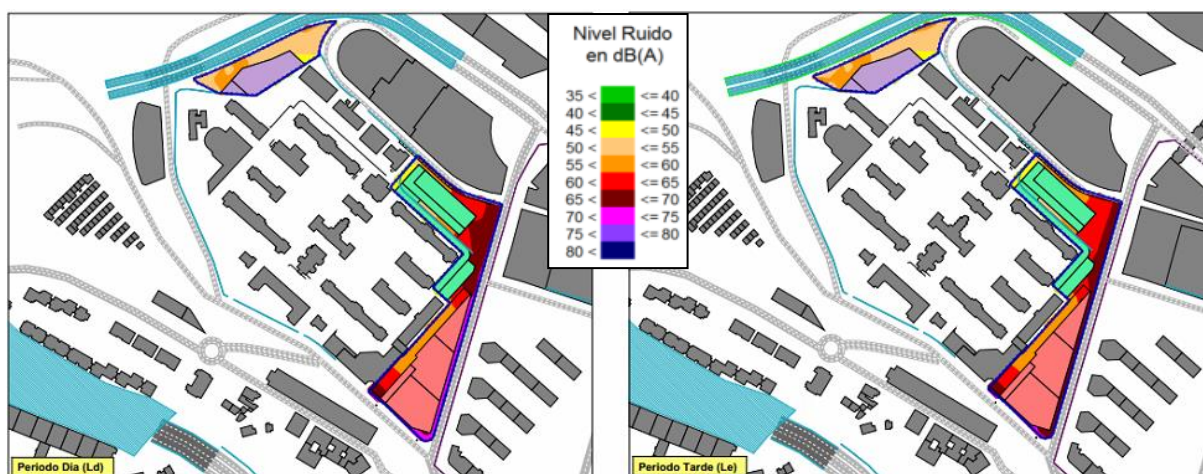 Nivel Ruido
en dB(A)
35 < <= 40
40 < <= 45
45 < <= 50
50 < <= 55
55 < <= 60
60 < <= 65
65 < <= 70
70 < <= 75
75 < <= 80
80 <
Periodo Día (Ld)
Periodo Tarde (Le)